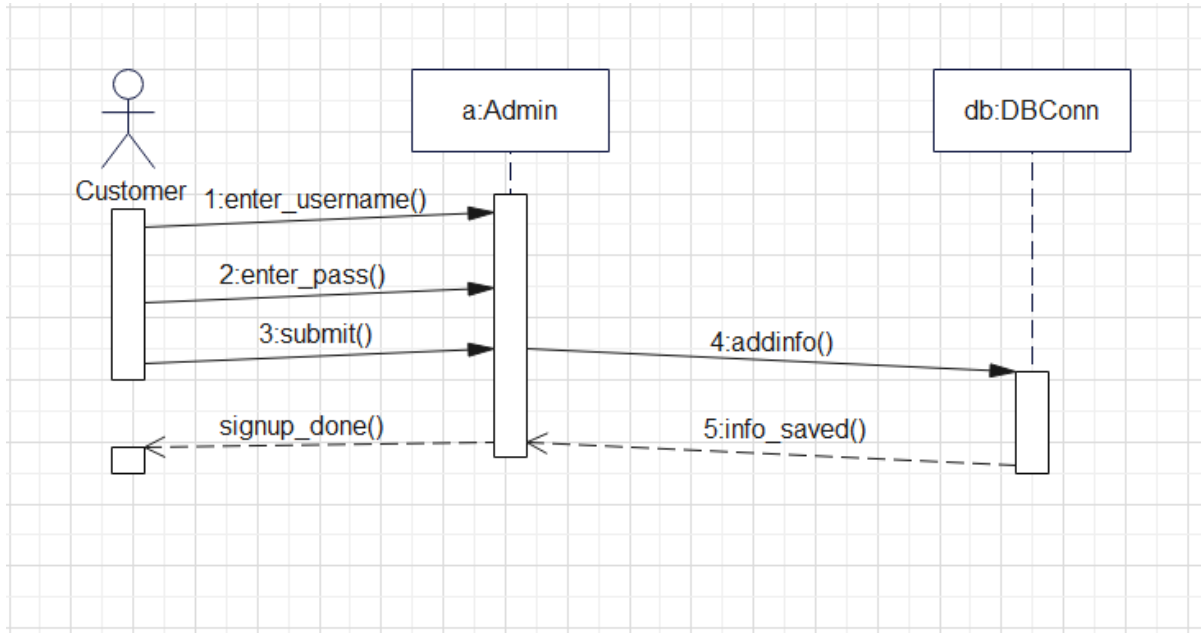 a:Admin
db:DBConn
Customer
1:enter_username()
2:enter_pass()
3:submit()
4:addinfo()
signup_done()
5:info_saved()